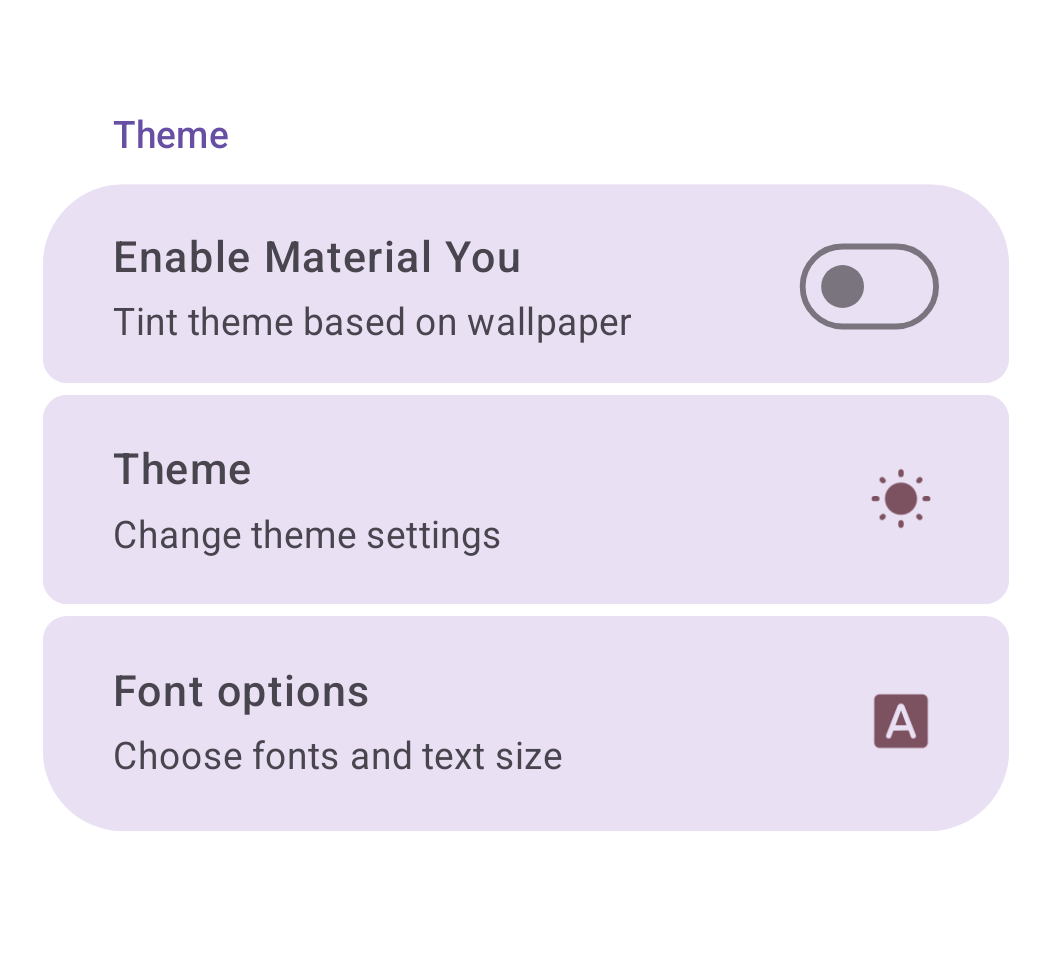 Theme
Enable Material You
Tint theme based on wallpaper
Theme
Change theme settings
Font options
Choose fonts and text size
A